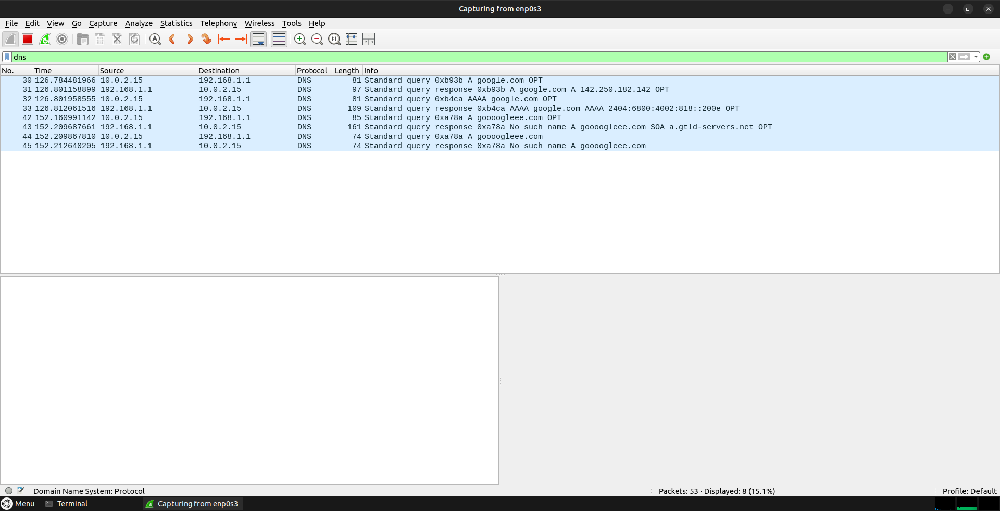 Capturing from enp0s3
File Edit View Go Capture Analyze Statistics Telephony Wireless Tools Help
dns
No. Time Source Destination Protocol Length Info
30 126.784481966 10.0.2.15 192.168.1.1 DNS 81 Standard query 0xb93b A google.com OPT
31 126.801158899 192.168.1.1 10.0.2.15 DNS 97 Standard query response 0xb93b A google.com A 142.250.182.142 OPT
32 126.801958555 10.0.2.15 192.168.1.1 DNS 81 Standard query 0xb4ca AAAA google.com OPT
33 126.812061516 192.168.1.1 10.0.2.15 DNS 109 Standard query response 0xb4ca AAAA google.com AAAA 2404:6800:4002:818::200e OPT
42 152.160991142 10.0.2.15 192.168.1.1 DNS 85 Standard query 0xa78a A goooogleee.com OPT
43 152.209687661 192.168.1.1 10.0.2.15 DNS 161 Standard query response 0xa78a No such name A goooogleee.com SOA a.gtld-servers.net OPT
44 152.209867810 10.0.2.15 192.168.1.1 DNS 74 Standard query 0xa78a A goooogleee.com
45 152.212640205 192.168.1.1 10.0.2.15 DNS 74 Standard query response 0xa78a No such name A goooogleee.com
Domain Name System: Protocol Packets: 53 · Displayed: 8 (15.1%) Profile: Default
Menu Terminal Capturing from enp0s3